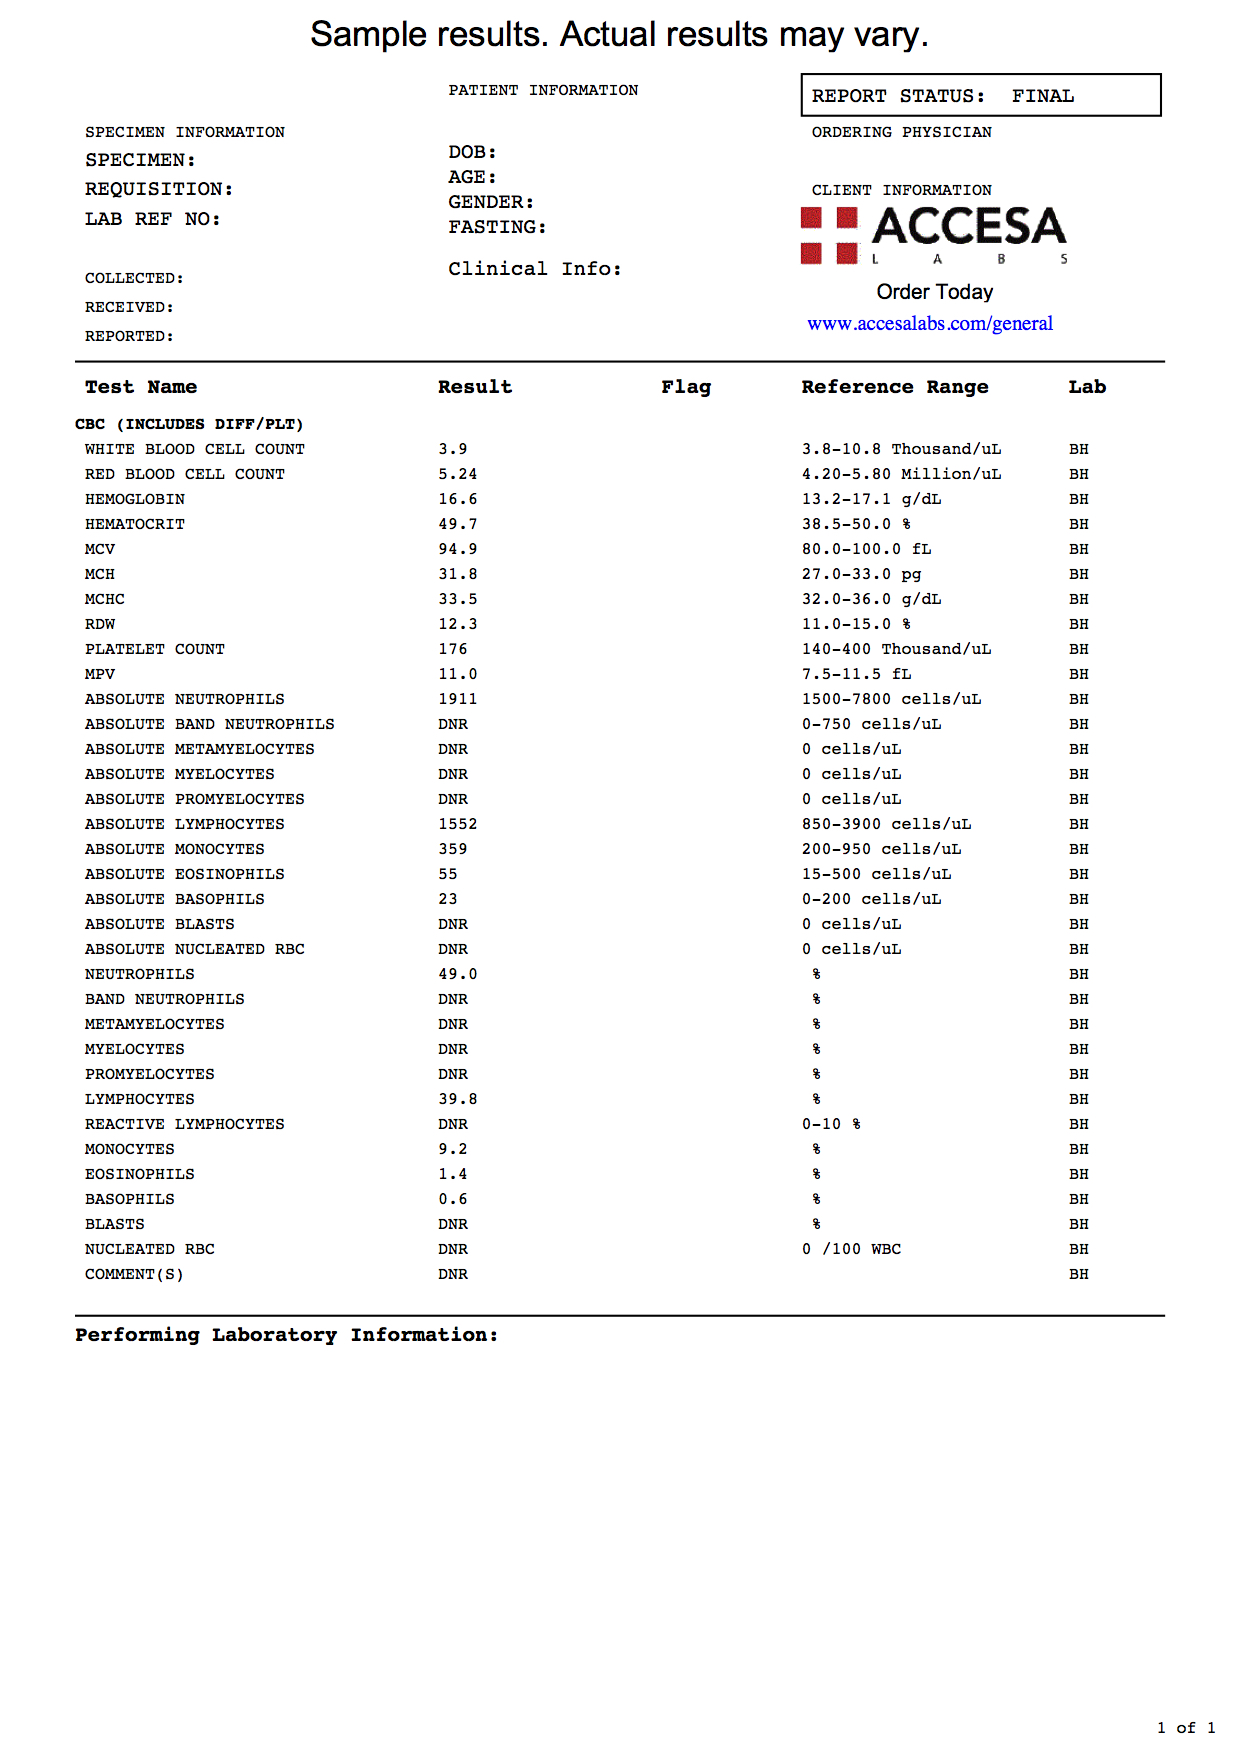 Sample results. Actual results may vary.
PATIENT INFORMATION
REPORT STATUS: FINAL
SPECIMEN INFORMATION
ORDERING PHYSICIAN
SPECIMEN:
DOB:
REQUISITION:
AGE:
CLIENT INFORMATION
LAB REF NO:
GENDER:
FASTING:
ACCESA
LABS
COLLECTED:
Clinical Info:
Order Today
RECEIVED:
www.accesalabs.com/general
REPORTED:
Test Name Result Flag Reference Range Lab
CBC (INCLUDES DIFF/PLT)
WHITE BLOOD CELL COUNT 3.9 3.8-10.8 Thousand/uL BH
RED BLOOD CELL COUNT 5.24 4.20-5.80 Million/uL BH
HEMOGLOBIN 16.6 13.2-17.1 g/dL BH
HEMATOCRIT 49.7 38.5-50.0 % BH
MCV 94.9 80.0-100.0 fL BH
MCH 31.8 27.0-33.0 pg BH
MCHC 33.5 32.0-36.0 g/dL BH
RDW 12.3 11.0-15.0 % BH
PLATELET COUNT 176 140-400 Thousand/uL BH
MPV 11.0 7.5-11.5 fL BH
ABSOLUTE NEUTROPHILS 1911 1500-7800 cells/uL BH
ABSOLUTE BAND NEUTROPHILS DNR 0-750 cells/uL BH
ABSOLUTE METAMYELOCYTES DNR 0 cells/uL BH
ABSOLUTE MYELOCYTES DNR 0 cells/uL BH
ABSOLUTE PROMYELOCYTES DNR 0 cells/uL BH
ABSOLUTE LYMPHOCYTES 1552 850-3900 cells/uL BH
ABSOLUTE MONOCYTES 359 200-950 cells/uL BH
ABSOLUTE EOSINOPHILS 55 15-500 cells/uL BH
ABSOLUTE BASOPHILS 23 0-200 cells/uL BH
ABSOLUTE BLASTS DNR 0 cells/uL BH
ABSOLUTE NUCLEATED RBC DNR 0 cells/uL BH
NEUTROPHILS 49.0 % BH
BAND NEUTROPHILS DNR % BH
METAMYELOCYTES DNR % BH
MYELOCYTES DNR % BH
PROMYELOCYTES DNR % BH
LYMPHOCYTES 39.8 % BH
REACTIVE LYMPHOCYTES DNR 0-10 % BH
MONOCYTES 9.2 % BH
EOSINOPHILS 1.4 % BH
BASOPHILS 0.6 % BH
BLASTS DNR % BH
NUCLEATED RBC DNR 0 /100 WBC BH
COMMENT(S) DNR BH
Performing Laboratory Information:
1 of 1